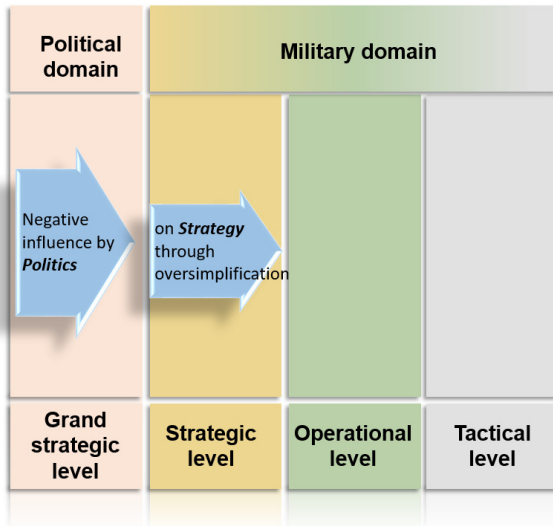 Political
domain
Military domain
Negative
influence by
Politics
on Strategy
through
oversimplification
Grand
strategic
level
Strategic
level
Operational
level
Tactical
level